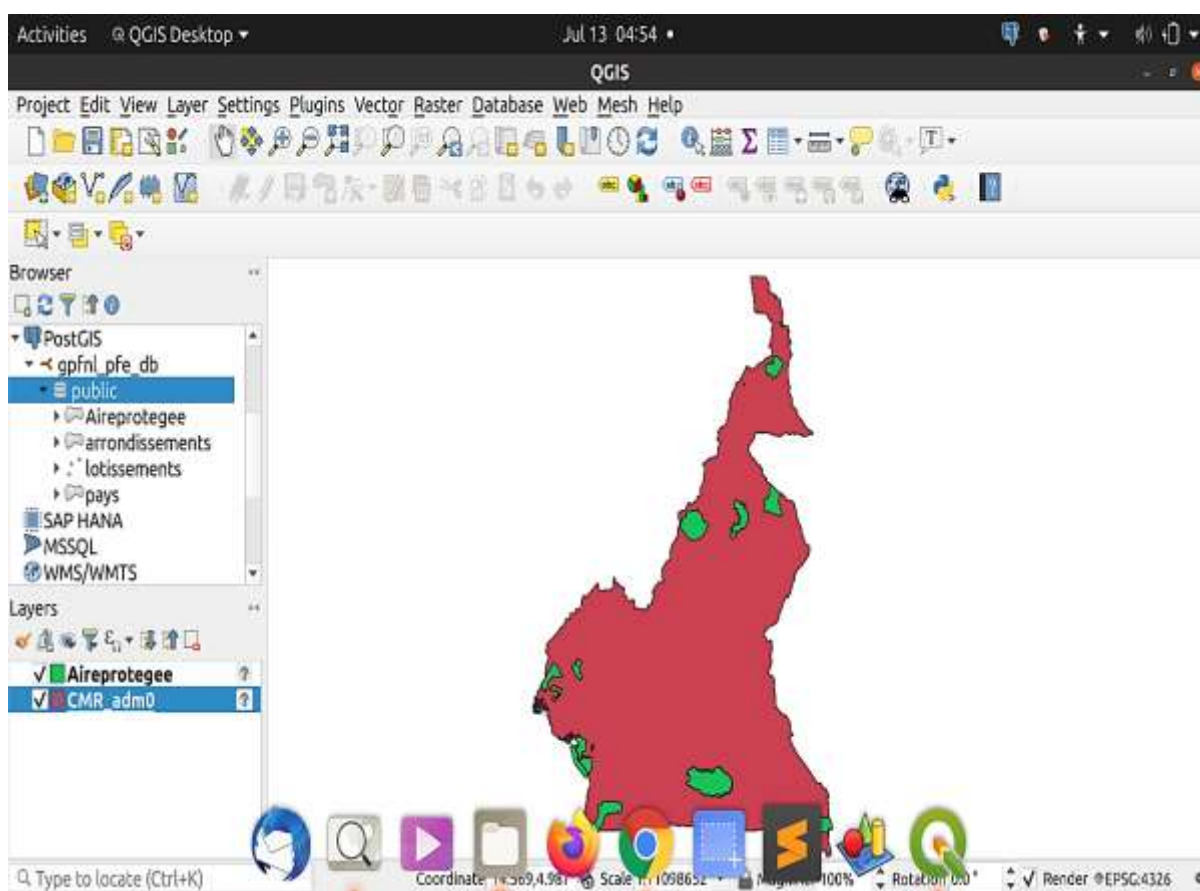 Activities QGIS Desktop Jul 13 04:54
QGIS
Project Edit View Layer Settings Plugins Vector Raster Database Web Mesh Help
Browser
PostGIS
gpfnl_pfe_db
public
Aireprotegee
arrondissements
lotissements
pays
SAP HANA
MSSQL
WMS/WMTS
Layers
Aireprotegee
CMR_adm0
Type to locate (Ctrl+K) Coordinate Scale 100% Rotation 0.0° Render EPSG:4326